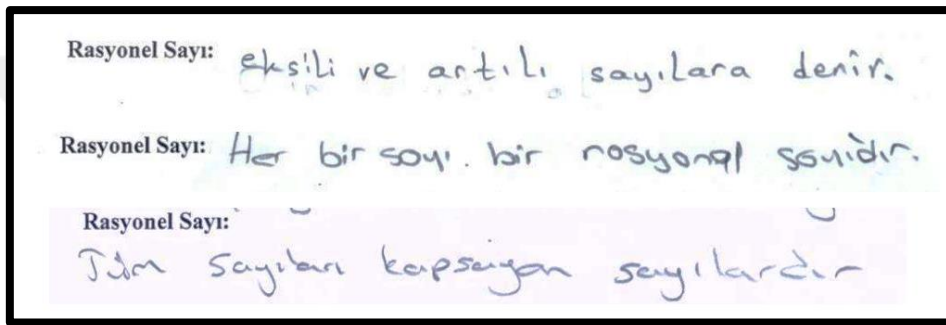 Rasyonel Sayı: eksili ve artılı sayılara denir.
Rasyonel Sayı: Her bir sayı bir rasyonel sayıdır.
Rasyonel Sayı:
Tüm sayıları kapsayan sayılardır